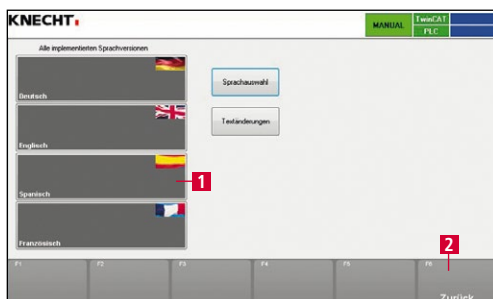 KNECHT
MANUAL
TwinCAT
PLC
Alle implementierten Sprachversionen
Deutsch
Sprachauswahl
Englisch
Textänderungen
Spanisch
1
Französisch
2
F1 F2 F3 F4 F5 F6
Zurück